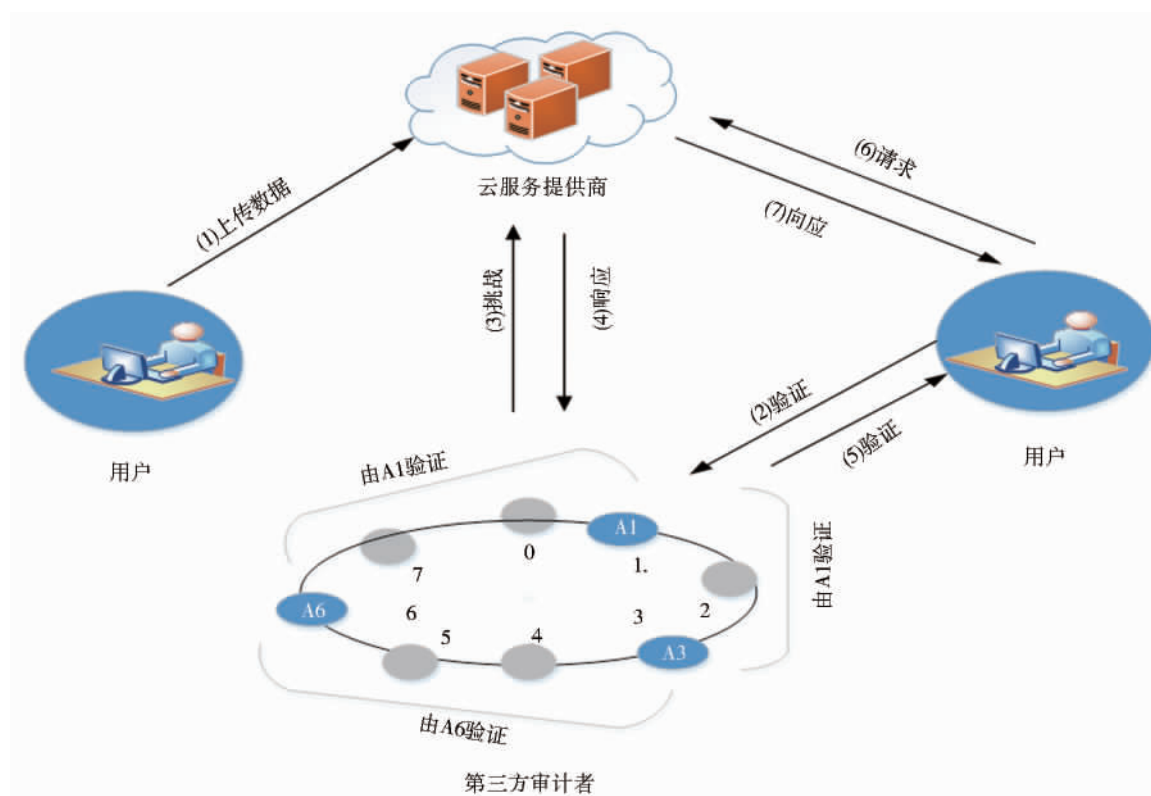 云服务提供商
(1)上传数据
(6)请求
(7)向应
(3)挑战
(4)响应
用户
(2)验证
(5)验证
用户
由A1验证
A1
0
1.
由A1验证
7
2
A6
6
3
5
4
A3
由A6验证
第三方审计者